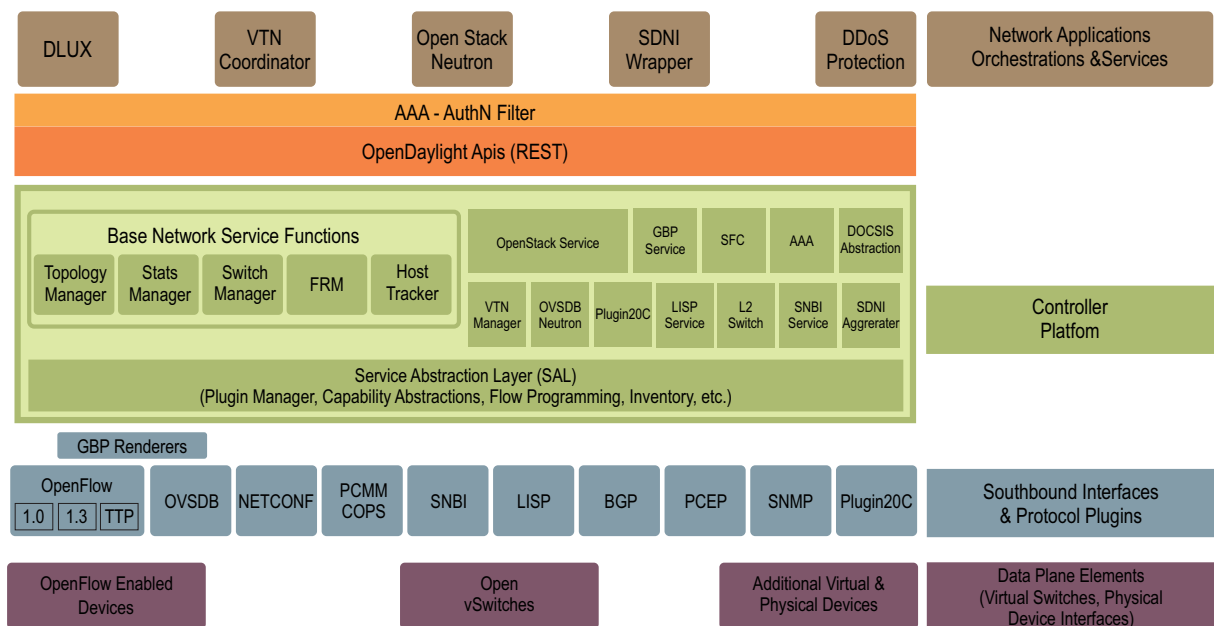 DLUX
VTN
Coordinator
Open Stack
Neutron
SDNI
Wrapper
DDoS
Protection
Network Applications
Orchestrations &Services
AAA - AuthN Filter
OpenDaylight Apis (REST)
Base Network Service Functions
Topology
Manager
Stats
Manager
Switch
Manager
FRM
Host
Tracker
OpenStack Service
GBP
Service
SFC
AAA
DOCSIS
Abstraction
VTN
Manager
OVSDB
Neutron
Plugin20C
LISP
Service
L2
Switch
SNBI
Service
SDNI
Aggrerater
Controller
Platfom
Service Abstraction Layer (SAL)
(Plugin Manager, Capability Abstractions, Flow Programming, Inventory, etc.)
GBP Renderers
OpenFlow
1.0
1.3
TTP
OVSDB
NETCONF
PCMM
COPS
SNBI
LISP
BGP
PCEP
SNMP
Plugin20C
Southbound Interfaces
& Protocol Plugins
OpenFlow Enabled
Devices
Open
vSwitches
Additional Virtual &
Physical Devices
Data Plane Elements
(Virtual Switches, Physical
Device Interfaces)